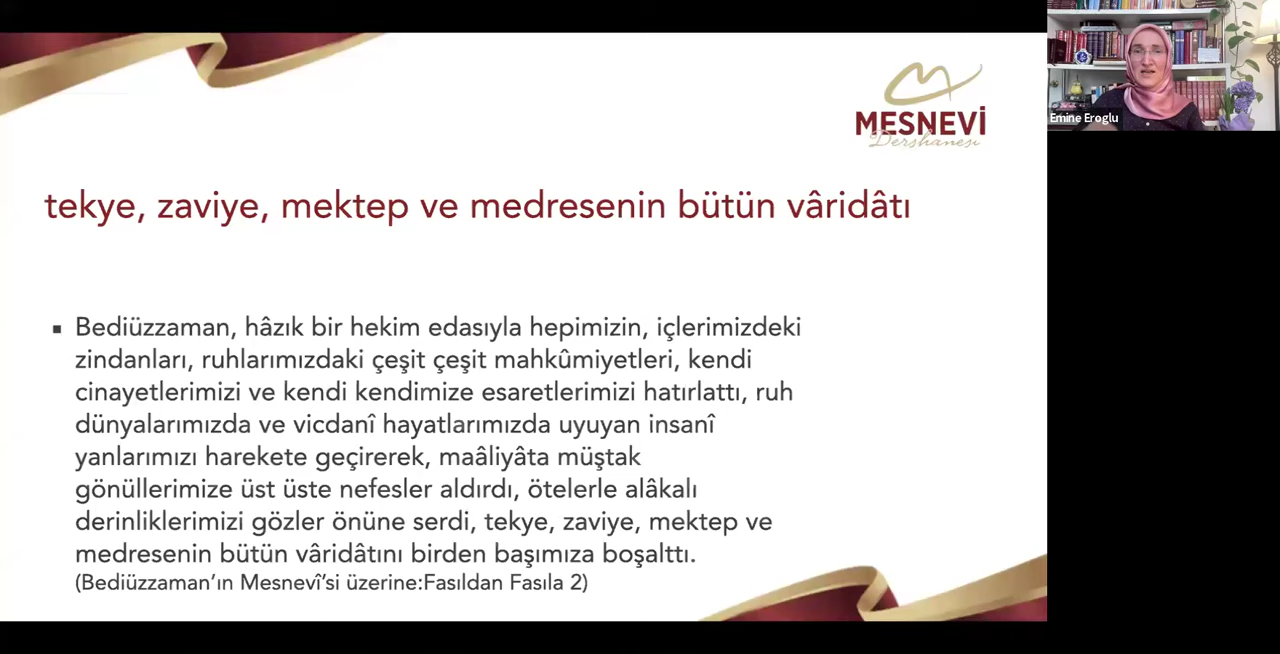 MESNEVİ
Dershanesi
Emine Eroglu
tekye, zaviye, mektep ve medresenin bütün vâridâtı
▪ Bediüzzaman, hâzık bir hekim edasıyla hepimizin, içlerimizdeki
zindanları, ruhlarımızdaki çeşit çeşit mahkûmiyetleri, kendi
cinayetlerimizi ve kendi kendimize esaretlerimizi hatırlattı, ruh
dünyalarımızda ve vicdanî hayatlarımızda uyuyan insanî
yanlarımızı harekete geçirerek, maâliyâta müştak
gönüllerimize üst üste nefesler aldırdı, ötelerle alâkalı
derinliklerimizi gözler önüne serdi, tekye, zaviye, mektep ve
medresenin bütün vâridâtını birden başımıza boşalttı.
(Bediüzzaman’ın Mesnevî’si üzerine:Fasıldan Fasıla 2)